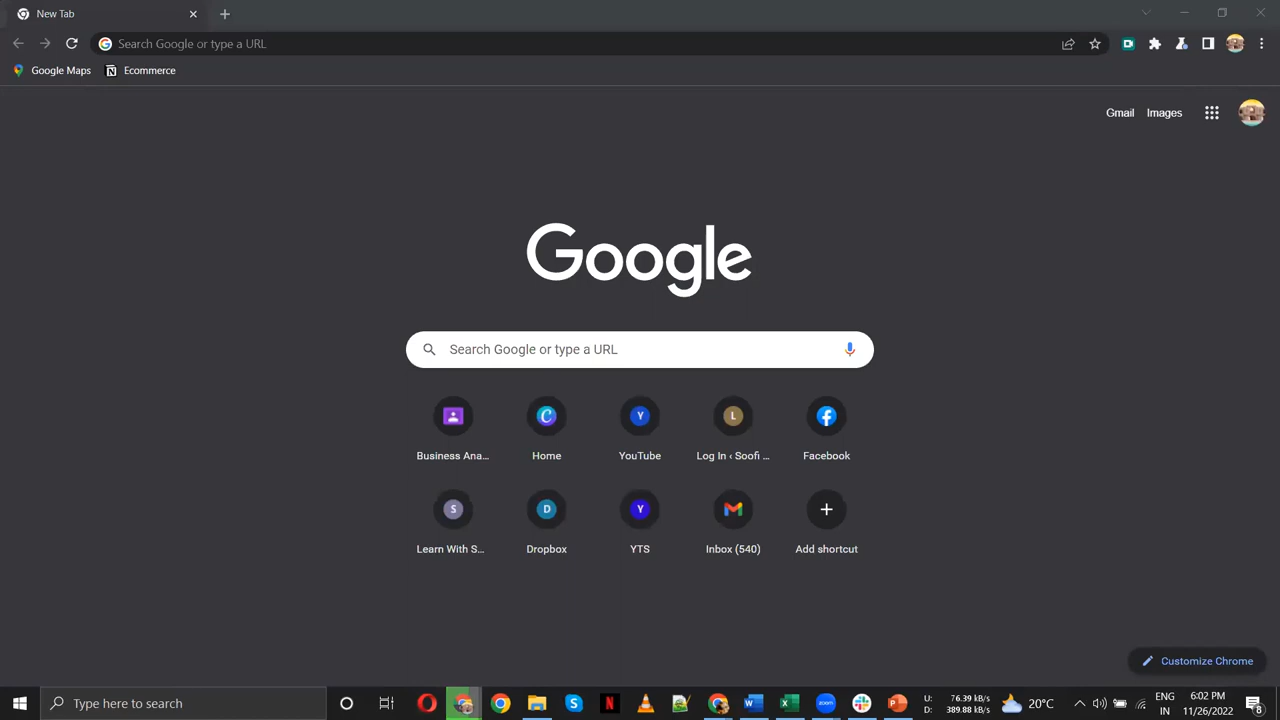 New Tab
Search Google or type a URL
Google Maps
Ecommerce
Gmail
Images
Google
Search Google or type a URL
Business Ana...
Home
YouTube
Log In ‹ Soofi ...
Facebook
Learn With S...
Dropbox
YTS
Inbox (540)
Add shortcut
Customize Chrome
Type here to search
zoom
U: 76.39 kB/s
D: 389.88 kB/s
20°C
ENG
IN
6:02 PM
11/26/2022
8